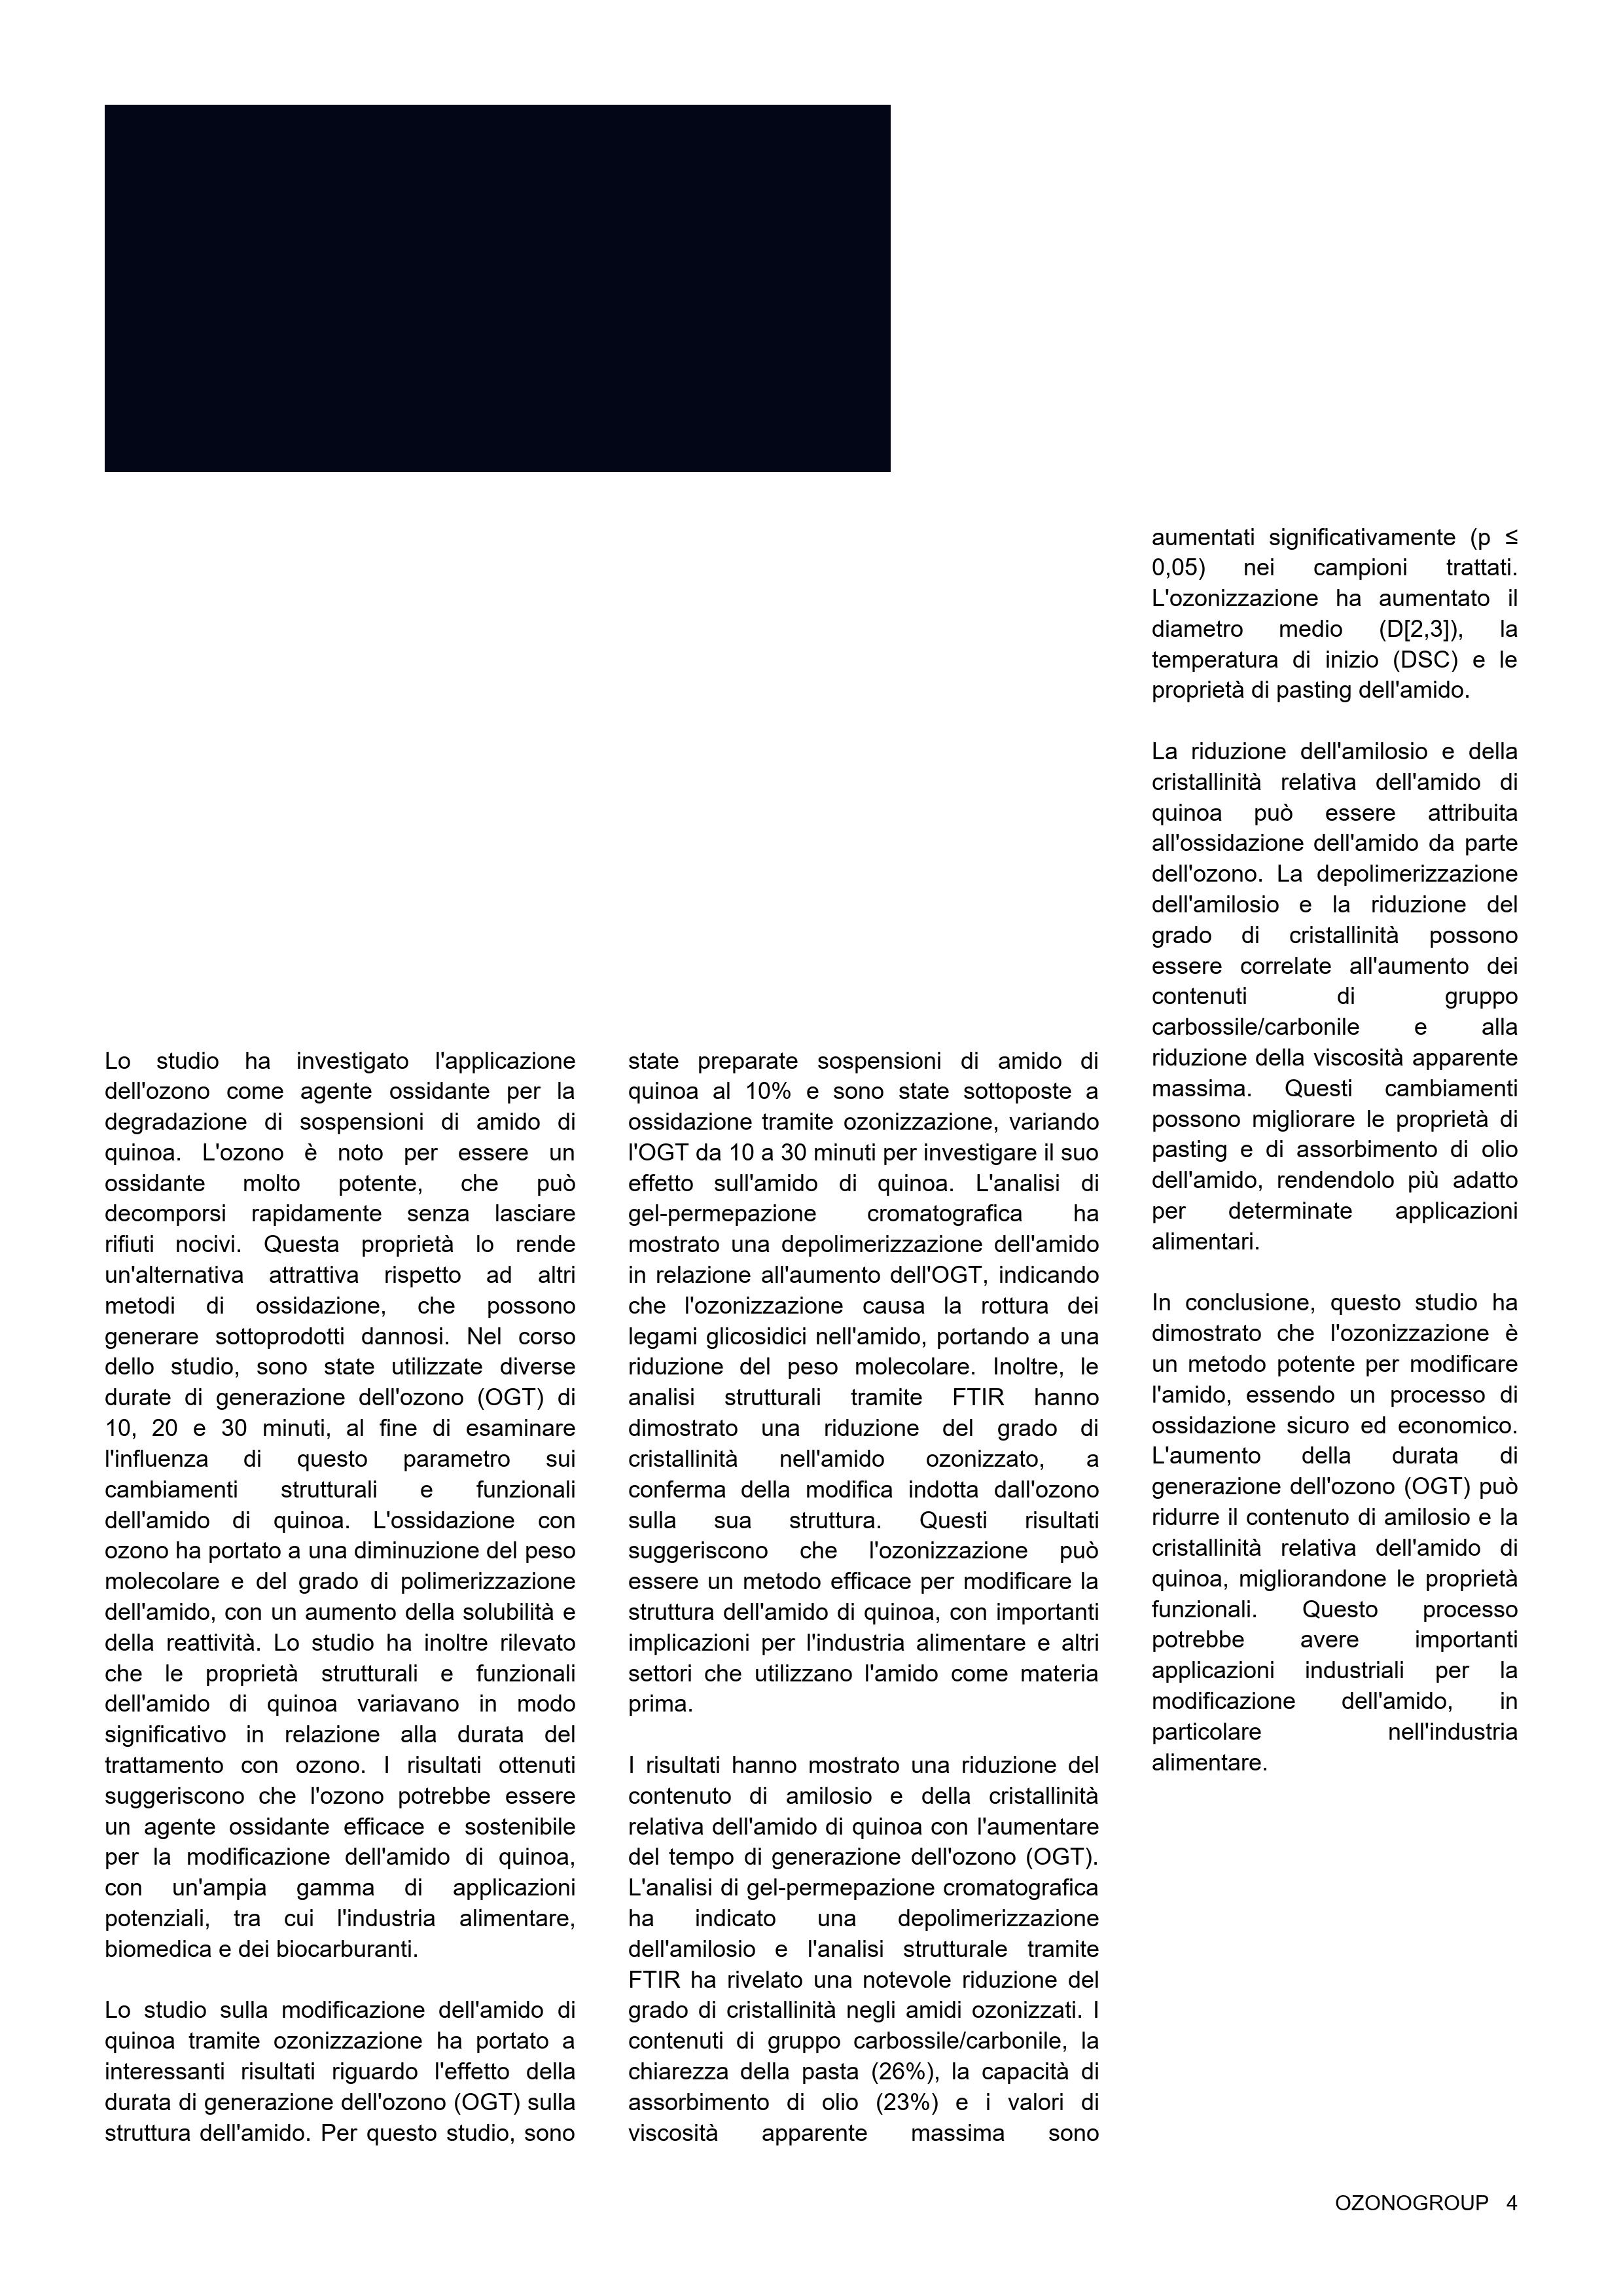 Lo studio ha investigato l'applicazione
dell'ozono come agente ossidante per la
degradazione di sospensioni di amido di
quinoa. L'ozono è noto per essere un
ossidante molto potente, che può
decomporsi rapidamente senza lasciare
rifiuti nocivi. Questa proprietà lo rende
un'alternativa attrattiva rispetto ad altri
metodi di ossidazione, che possono
generare sottoprodotti dannosi. Nel corso
dello studio, sono state utilizzate diverse
durate di generazione dell'ozono (OGT) di
10, 20 e 30 minuti, al fine di esaminare
l'influenza di questo parametro sui
cambiamenti strutturali e funzionali
dell'amido di quinoa. L'ossidazione con
ozono ha portato a una diminuzione del peso
molecolare e del grado di polimerizzazione
dell'amido, con un aumento della solubilità e
della reattività. Lo studio ha inoltre rilevato
che le proprietà strutturali e funzionali
dell'amido di quinoa variavano in modo
significativo in relazione alla durata del
trattamento con ozono. I risultati ottenuti
suggeriscono che l'ozono potrebbe essere
un agente ossidante efficace e sostenibile
per la modificazione dell'amido di quinoa,
con un'ampia gamma di applicazioni
potenziali, tra cui l'industria alimentare,
biomedica e dei biocarburanti.
Lo studio sulla modificazione dell'amido di
quinoa tramite ozonizzazione ha portato a
interessanti risultati riguardo l'effetto della
durata di generazione dell'ozono (OGT) sulla
struttura dell'amido. Per questo studio, sono
state preparate sospensioni di amido di
quinoa al 10% e sono state sottoposte a
ossidazione tramite ozonizzazione, variando
l'OGT da 10 a 30 minuti per investigare il suo
effetto sull'amido di quinoa. L'analisi di
gel-permepazione cromatografica ha
mostrato una depolimerizzazione dell'amido
in relazione all'aumento dell'OGT, indicando
che l'ozonizzazione causa la rottura dei
legami glicosidici nell'amido, portando a una
riduzione del peso molecolare. Inoltre, le
analisi strutturali tramite FTIR hanno
dimostrato una riduzione del grado di
cristallinità nell'amido ozonizzato, a
conferma della modifica indotta dall'ozono
sulla sua struttura. Questi risultati
suggeriscono che l'ozonizzazione può
essere un metodo efficace per modificare la
struttura dell'amido di quinoa, con importanti
implicazioni per l'industria alimentare e altri
settori che utilizzano l'amido come materia
prima.
I risultati hanno mostrato una riduzione del
contenuto di amilosio e della cristallinità
relativa dell'amido di quinoa con l'aumentare
del tempo di generazione dell'ozono (OGT).
L'analisi di gel-permepazione cromatografica
ha indicato una depolimerizzazione
dell'amilosio e l'analisi strutturale tramite
FTIR ha rivelato una notevole riduzione del
grado di cristallinità negli amidi ozonizzati. I
contenuti di gruppo carbossile/carbonile, la
chiarezza della pasta (26%), la capacità di
assorbimento di olio (23%) e i valori di
viscosità apparente massima sono
aumentati significativamente (p ≤
0,05) nei campioni trattati.
L'ozonizzazione ha aumentato il
diametro medio (D[2,3]), la
temperatura di inizio (DSC) e le
proprietà di pasting dell'amido.
La riduzione dell'amilosio e della
cristallinità relativa dell'amido di
quinoa può essere attribuita
all'ossidazione dell'amido da parte
dell'ozono. La depolimerizzazione
dell'amilosio e la riduzione del
grado di cristallinità possono
essere correlate all'aumento dei
contenuti di gruppo
carbossile/carbonile e alla
riduzione della viscosità apparente
massima. Questi cambiamenti
possono migliorare le proprietà di
pasting e di assorbimento di olio
dell'amido, rendendolo più adatto
per determinate applicazioni
alimentari.
In conclusione, questo studio ha
dimostrato che l'ozonizzazione è
un metodo potente per modificare
l'amido, essendo un processo di
ossidazione sicuro ed economico.
L'aumento della durata di
generazione dell'ozono (OGT) può
ridurre il contenuto di amilosio e la
cristallinità relativa dell'amido di
quinoa, migliorandone le proprietà
funzionali. Questo processo
potrebbe avere importanti
applicazioni industriali per la
modificazione dell'amido, in
particolare nell'industria
alimentare.
OZONOGROUP 4